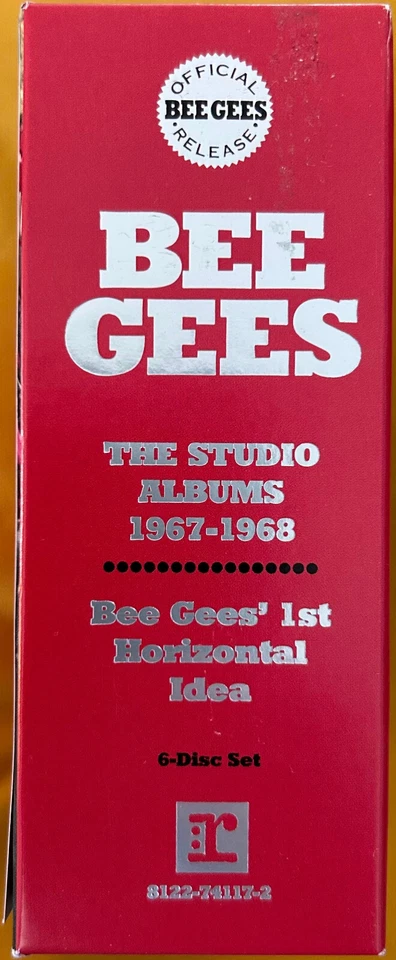 OFFICIAL
BEE GEES
RELEASE
BEE
GEES
THE STUDIO
ALBUMS
1967-1968
Bee Gees' 1st
Horizontal
Idea
6-Disc Set
r
8122-74117-2